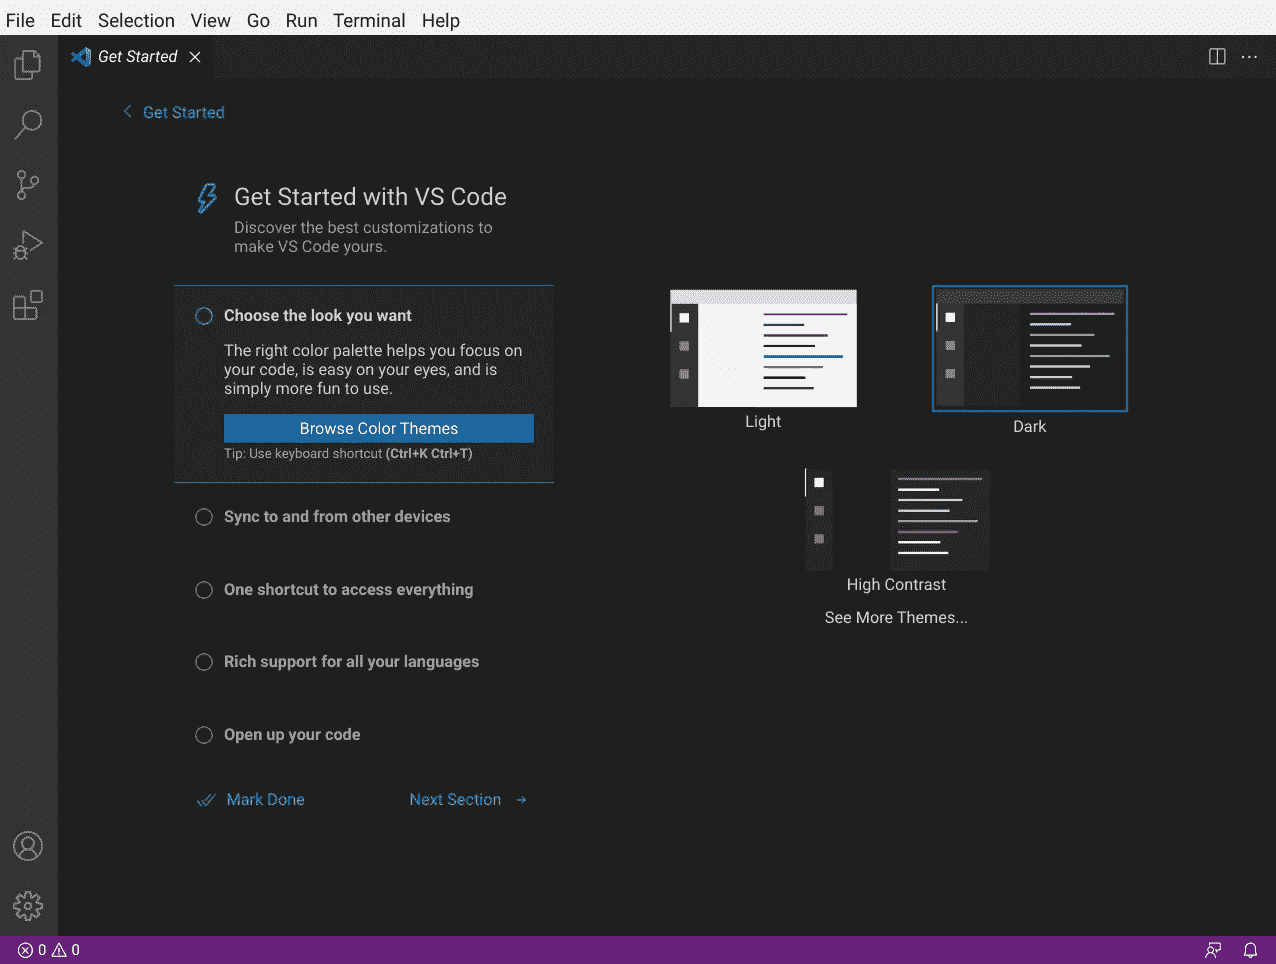 File Edit Selection View Go Run Terminal Help
Get Started
Get Started
Get Started with VS Code
Discover the best customizations to
make VS Code yours.
Choose the look you want
The right color palette helps you focus on
your code, is easy on your eyes, and is
simply more fun to use.
Browse Color Themes
Tip: Use keyboard shortcut (Ctrl+K Ctrl+T)
Sync to and from other devices
One shortcut to access everything
Rich support for all your languages
Open up your code
Mark Done
Next Section
Light
Dark
High Contrast
See More Themes...
0 0